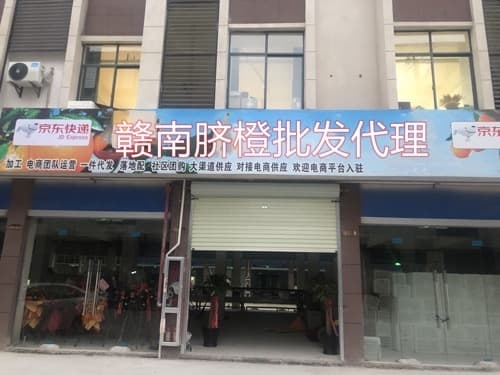 京东快递
JD Express
赣南脐橙批发代理
加工 电商团队运营 一件代发 落地配 社区团购 大渠道供应 对接电商供应 欢迎电商平台入驻
京东
JD